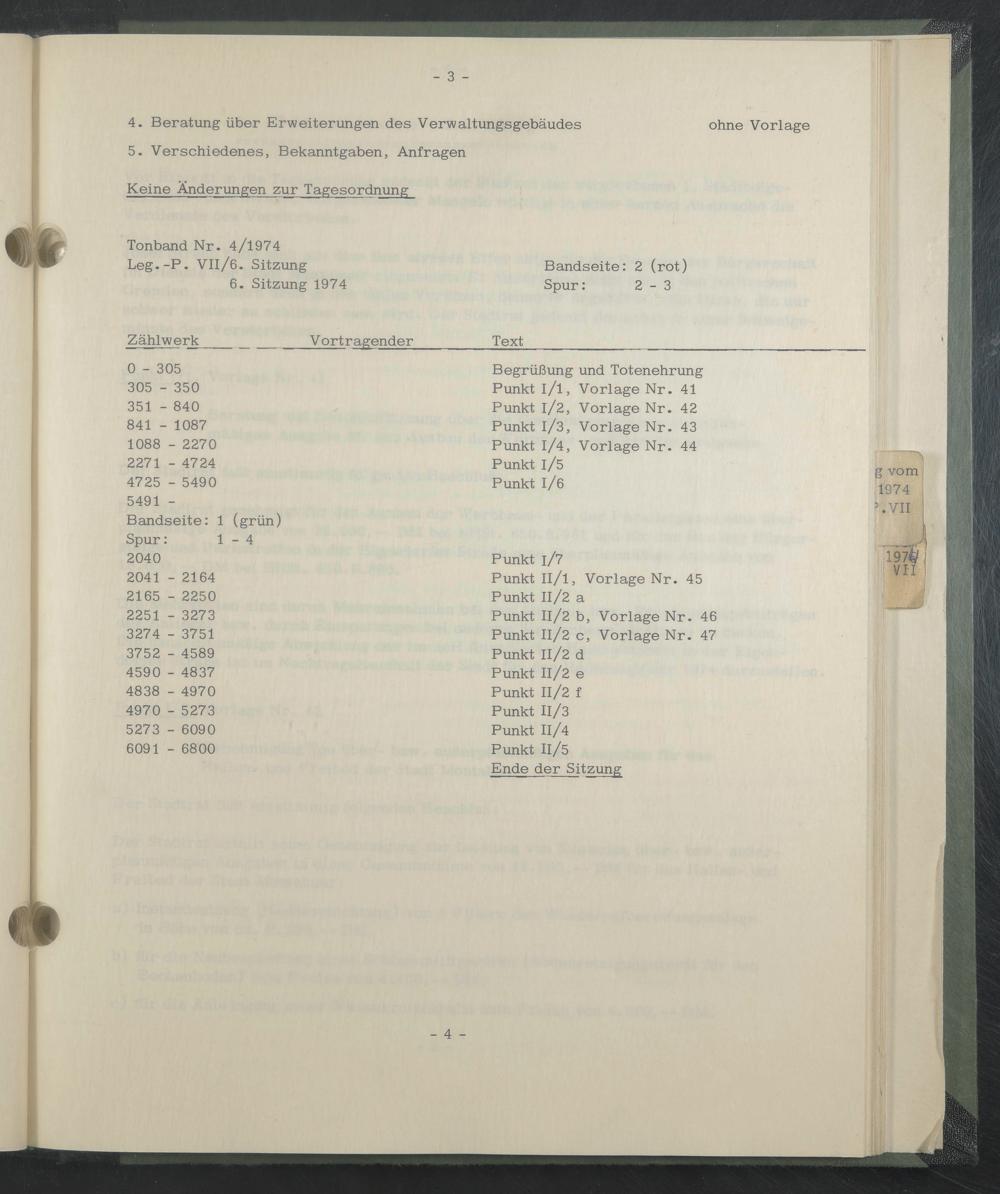 - 3 -
4. Beratung über Erweiterungen des Verwaltungsgebäudes ohne Vorlage
5. Verschiedenes, Bekanntgaben, Anfragen
Keine Änderungen zur Tagesordnung
Tonband Nr. 4/1974
Leg.-P. VII/6. Sitzung Bandseite: 2 (rot)
6. Sitzung 1974 Spur: 2 - 3
Zählwerk Vortragender Text
0 - 305 Begrüßung und Totenehrung
305 - 350 Punkt I/1, Vorlage Nr. 41
351 - 840 Punkt I/2, Vorlage Nr. 42
841 - 1087 Punkt I/3, Vorlage Nr. 43
1088 - 2270 Punkt I/4, Vorlage Nr. 44
2271 - 4724 Punkt I/5
4725 - 5490 Punkt I/6
5491 -
Bandseite: 1 (grün)
Spur: 1 - 4
2040 Punkt I/7
2041 - 2164 Punkt II/1, Vorlage Nr. 45
2165 - 2250 Punkt II/2 a
2251 - 3273 Punkt II/2 b, Vorlage Nr. 46
3274 - 3751 Punkt II/2 c, Vorlage Nr. 47
3752 - 4589 Punkt II/2 d
4590 - 4837 Punkt II/2 e
4838 - 4970 Punkt II/2 f
4970 - 5273 Punkt II/3
5273 - 6090 Punkt II/4
6091 - 6800 Punkt II/5
Ende der Sitzung
- 4 -
g vom
1974
P.VII
1974
VII